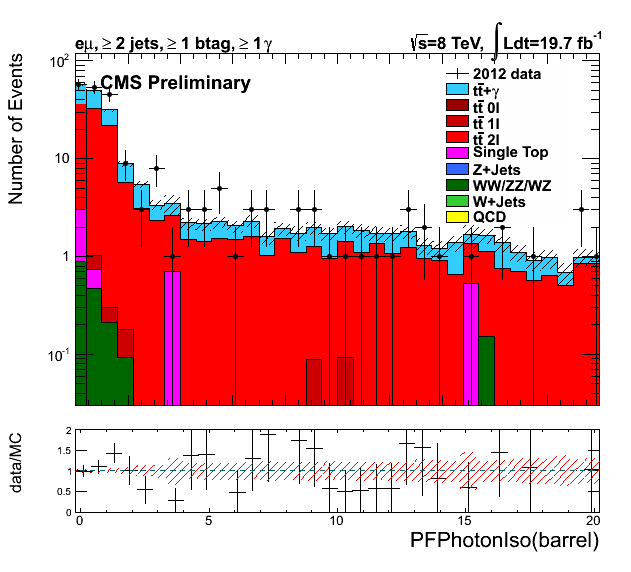 eμ, ≥ 2 jets, ≥ 1 btag, ≥ 1γ
√s=8 TeV, ∫ Ldt=19.7 fb⁻¹
CMS Preliminary
Number of Events
10²
10
1
10⁻¹
2012 data
tt̄+γ
tt̄ 0l
tt̄ 1l
tt̄ 2l
Single Top
Z+Jets
WW/ZZ/WZ
W+Jets
QCD
data/MC
2
1.5
1
0.5
0
0 5 10 15 20
PFPhotonIso(barrel)